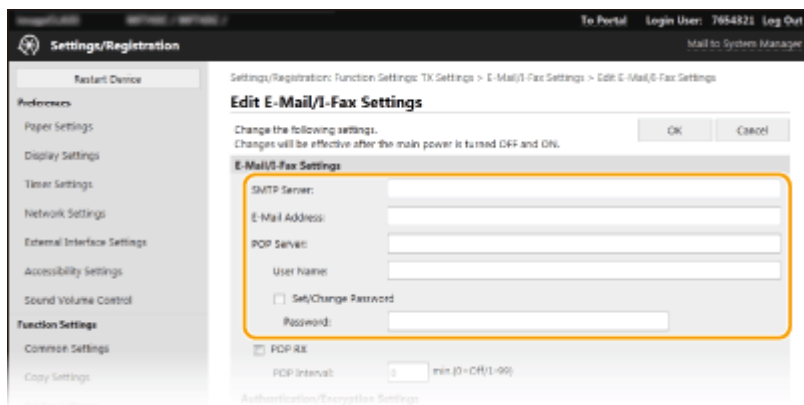 To Portal Login User: 7654321 Log Out
Settings/Registration
Mail to System Manager
Restart Device
Preferences
Paper Settings
Display Settings
Timer Settings
Network Settings
External Interface Settings
Accessibility Settings
Sound Volume Control
Function Settings
Common Settings
Copy Settings
Settings/Registration: Function Settings: TX Settings > E-Mail/I-Fax Settings > Edit E-Mail/I-Fax Settings
Edit E-Mail/I-Fax Settings
Change the following settings.
Changes will be effective after the main power is turned OFF and ON.
OK Cancel
E-Mail/I-Fax Settings
SMTP Server:
E-Mail Address:
POP Server:
User Name:
Set/Change Password
Password:
POP RX
POP Interval: 0 min.(0=Off/1-99)
Authentication/Encryption Settings